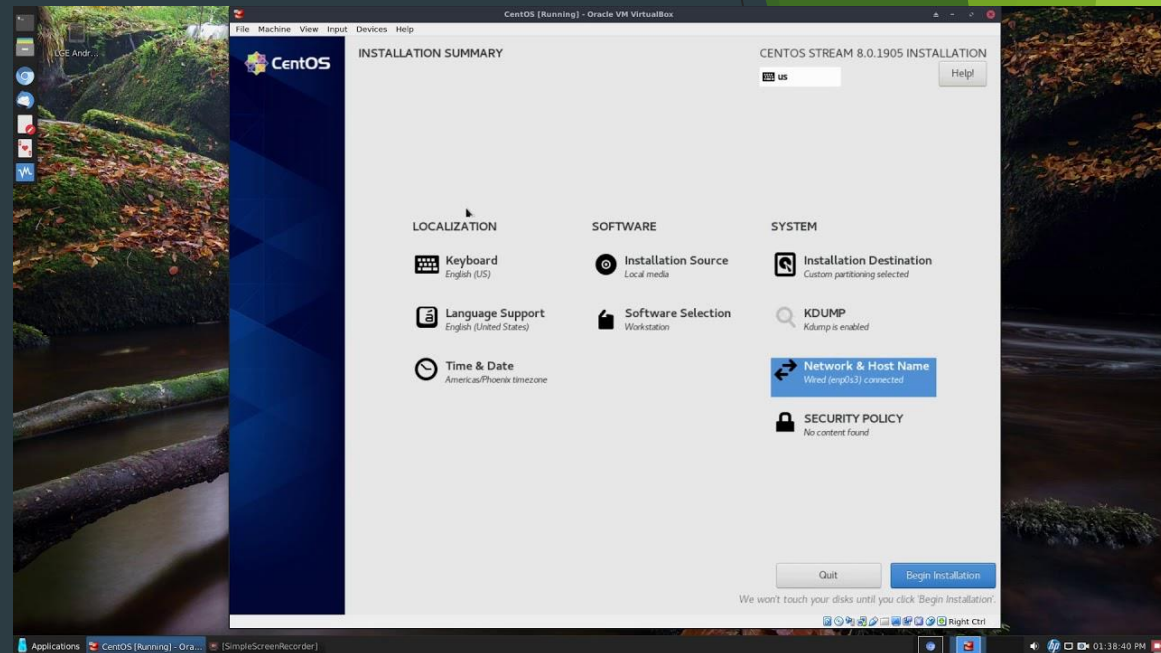 LGE Andr...
CentOS [Running] - Oracle VM VirtualBox
File Machine View Input Devices Help
CentOS
INSTALLATION SUMMARY
CENTOS STREAM 8.0.1905 INSTALLATION
us
Help!
LOCALIZATION
Keyboard
English (US)
Language Support
English (United States)
Time & Date
Americas/Phoenix timezone
SOFTWARE
Installation Source
Local media
Software Selection
Workstation
SYSTEM
Installation Destination
Custom partitioning selected
KDUMP
Kdump is enabled
Network & Host Name
Wired (enp0s3) connected
SECURITY POLICY
No content found
Quit
Begin Installation
We won't touch your disks until you click 'Begin Installation'.
Right Ctrl
Applications
CentOS [Running] - Ora...
[SimpleScreenRecorder]
hp
01:38:40 PM